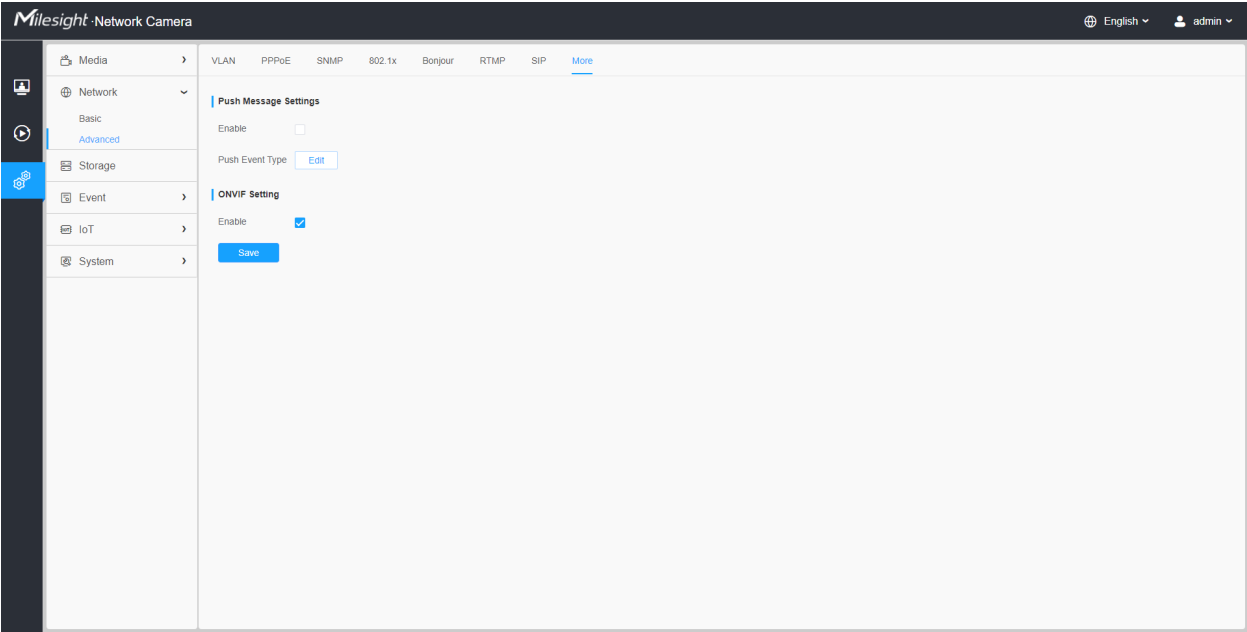 Milesight·Network Camera
English
admin
Media
Network
Basic
Advanced
Storage
Event
IoT
System
VLAN PPPoE SNMP 802.1x Bonjour RTMP SIP More
Push Message Settings
Enable
Push Event Type Edit
ONVIF Setting
Enable
Save